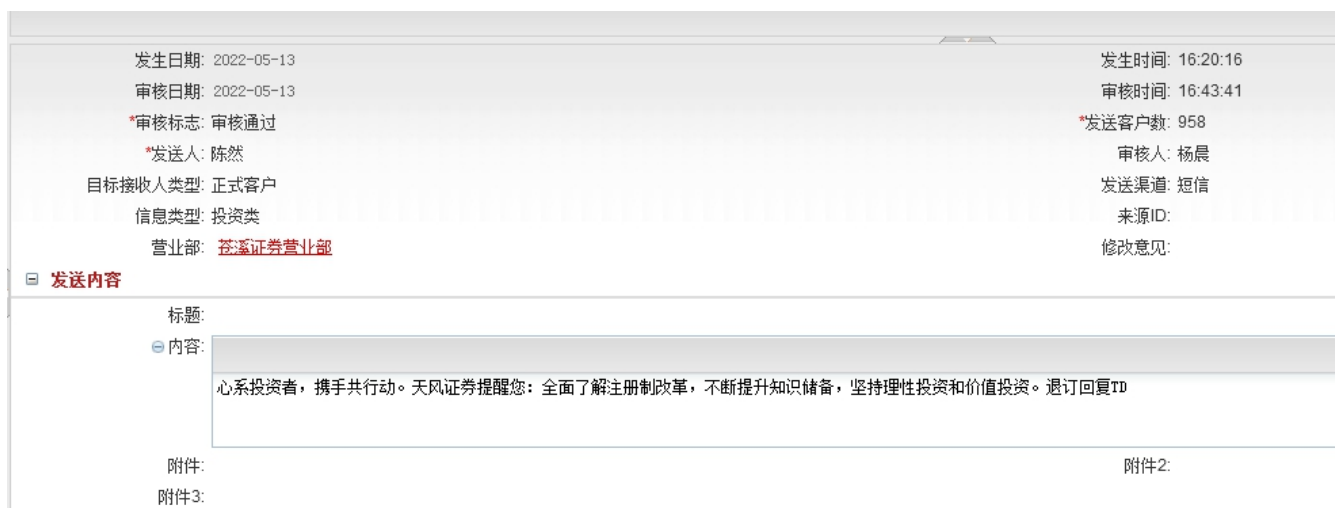 发生日期: 2022-05-13 发生时间: 16:20:16
审核日期: 2022-05-13 审核时间: 16:43:41
*审核标志: 审核通过 *发送客户数: 958
*发送人: 陈然 审核人: 杨晨
目标接收人类型: 正式客户 发送渠道: 短信
信息类型: 投资类 来源ID:
营业部: 苍溪证券营业部 修改意见:
发送内容
标题:
内容:
心系投资者，携手共行动。天风证券提醒您：全面了解注册制改革，不断提升知识储备，坚持理性投资和价值投资。退订回复TD
附件: 附件2:
附件3: